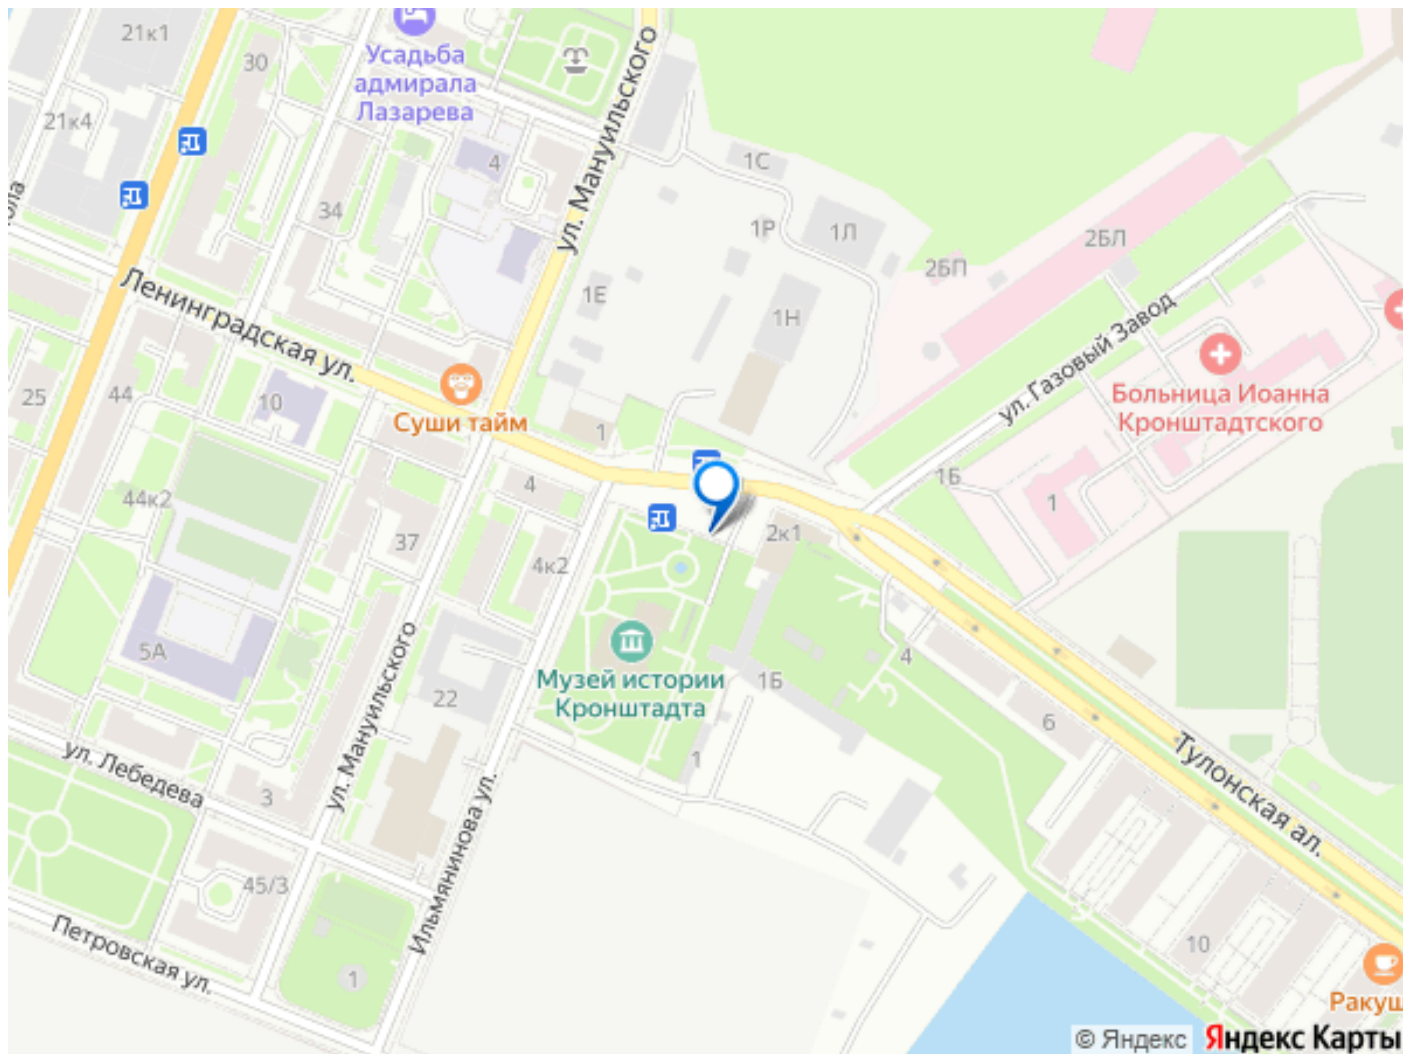 21к1
30
Усадьба
адмирала
Лазарева
ул. Мануильского
21к4
4
1С
34
1Р
1Л
2БЛ
2БП
1Е
1Н
Ленинградская ул.
ул. Газовый Завод
25
44
10
Суши тайм
1
Больница Иоанна
Кронштадтского
44к2
4
1Б
1
2к1
37
4к2
5А
Музей истории
Кронштадта
1Б
4
22
6
1
ул. Мануильского
ул. Лебедева
3
Тулонская ал.
Ильмянинова ул.
45/3
Петровская ул.
1
10
Ракуш
© Яндекс Яндекс Карты